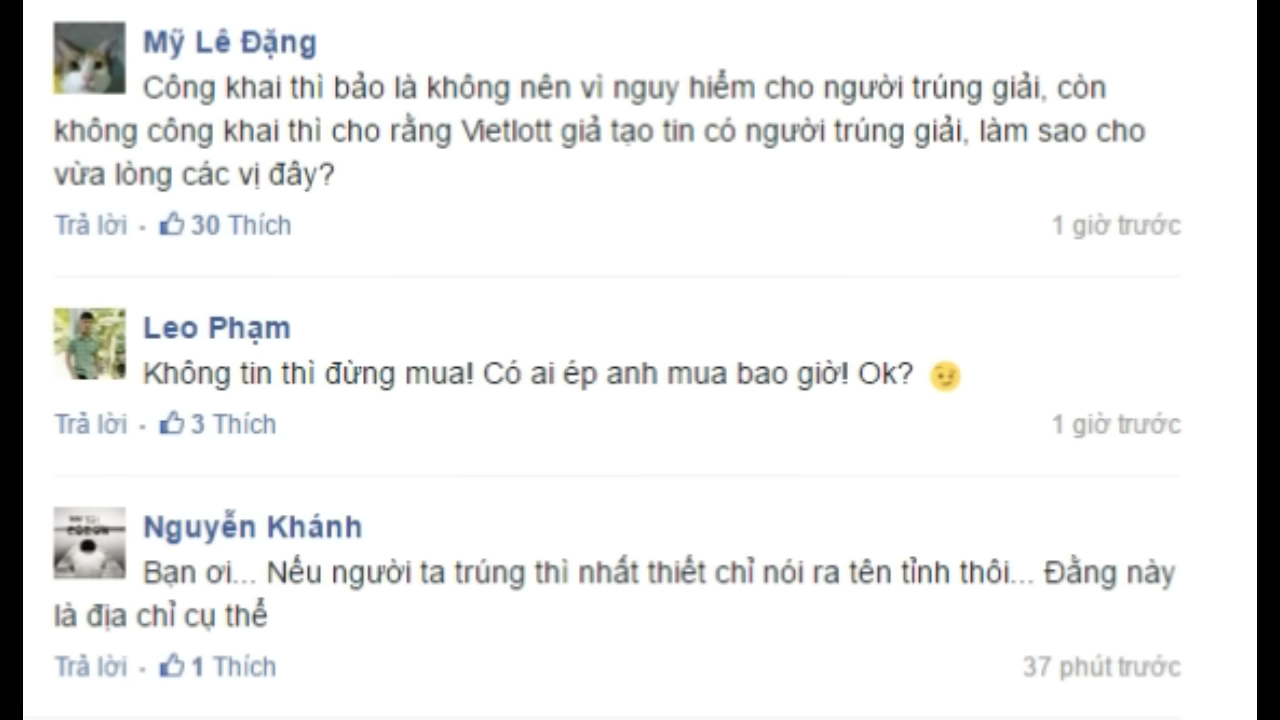 Mỹ Lê Đặng
Công khai thì bảo là không nên vì nguy hiểm cho người trúng giải, còn
không công khai thì cho rằng Vietlott giả tạo tin có người trúng giải, làm sao cho
vừa lòng các vị đây?
Trả lời · 30 Thích 1 giờ trước
Leo Phạm
Không tin thì đừng mua! Có ai ép anh mua bao giờ! Ok? 😏
Trả lời · 3 Thích 1 giờ trước
Nguyễn Khánh
Bạn ơi... Nếu người ta trúng thì nhất thiết chỉ nói ra tên tỉnh thôi... Đằng này
là địa chỉ cụ thể
Trả lời · 1 Thích 37 phút trước